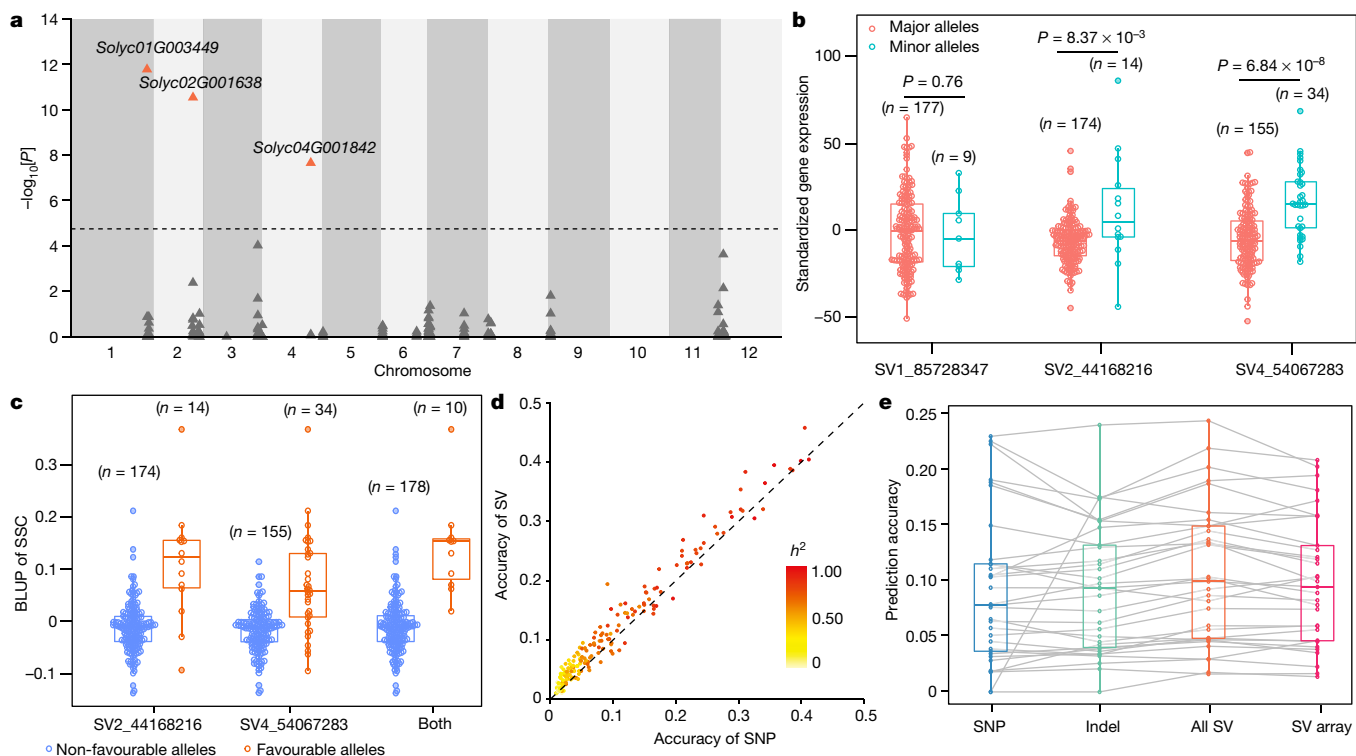 a
14
12
10
8
6
4
2
0
−log10[P]
Solyc01G003449
Solyc02G001638
Solyc04G001842
1 2 3 4 5 6 7 8 9 10 11 12
Chromosome
b
Major alleles
Minor alleles
P = 0.76
P = 8.37 × 10−3
P = 6.84 × 10−8
(n = 177)
(n = 9)
(n = 174)
(n = 14)
(n = 155)
(n = 34)
100
50
0
−50
Standardized gene expression
SV1_85728347 SV2_44168216 SV4_54067283
c
(n = 14) (n = 34) (n = 10)
(n = 174) (n = 155) (n = 178)
0.3
0.2
0.1
0
−0.1
BLUP of SSC
SV2_44168216 SV4_54067283 Both
Non-favourable alleles Favourable alleles
d
0.5
0.4
0.3
0.2
0.1
0
Accuracy of SV
h2
1.00
0.50
0
0 0.1 0.2 0.3 0.4 0.5
Accuracy of SNP
e
0.25
0.20
0.15
0.10
0.05
0
Prediction accuracy
SNP Indel All SV SV array